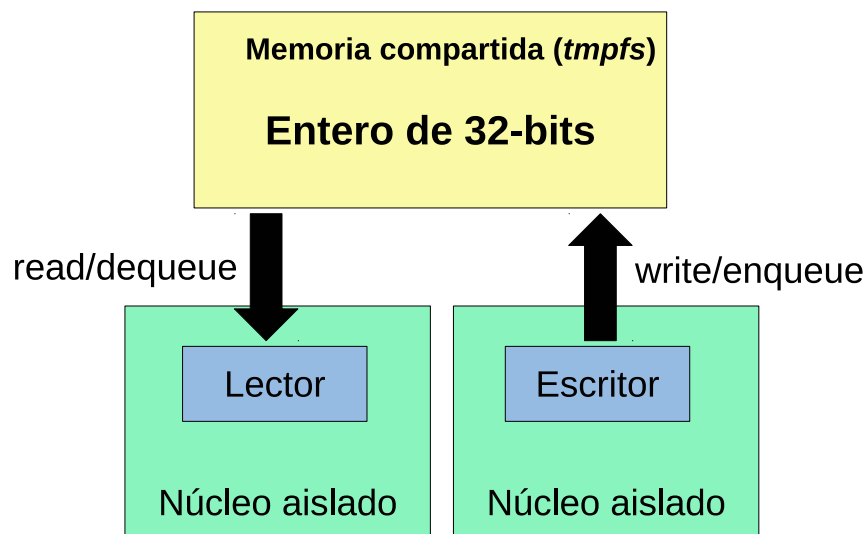 Memoria compartida (tmpfs)
Entero de 32-bits
read/dequeue
write/enqueue
Lector
Escritor
Núcleo aislado
Núcleo aislado